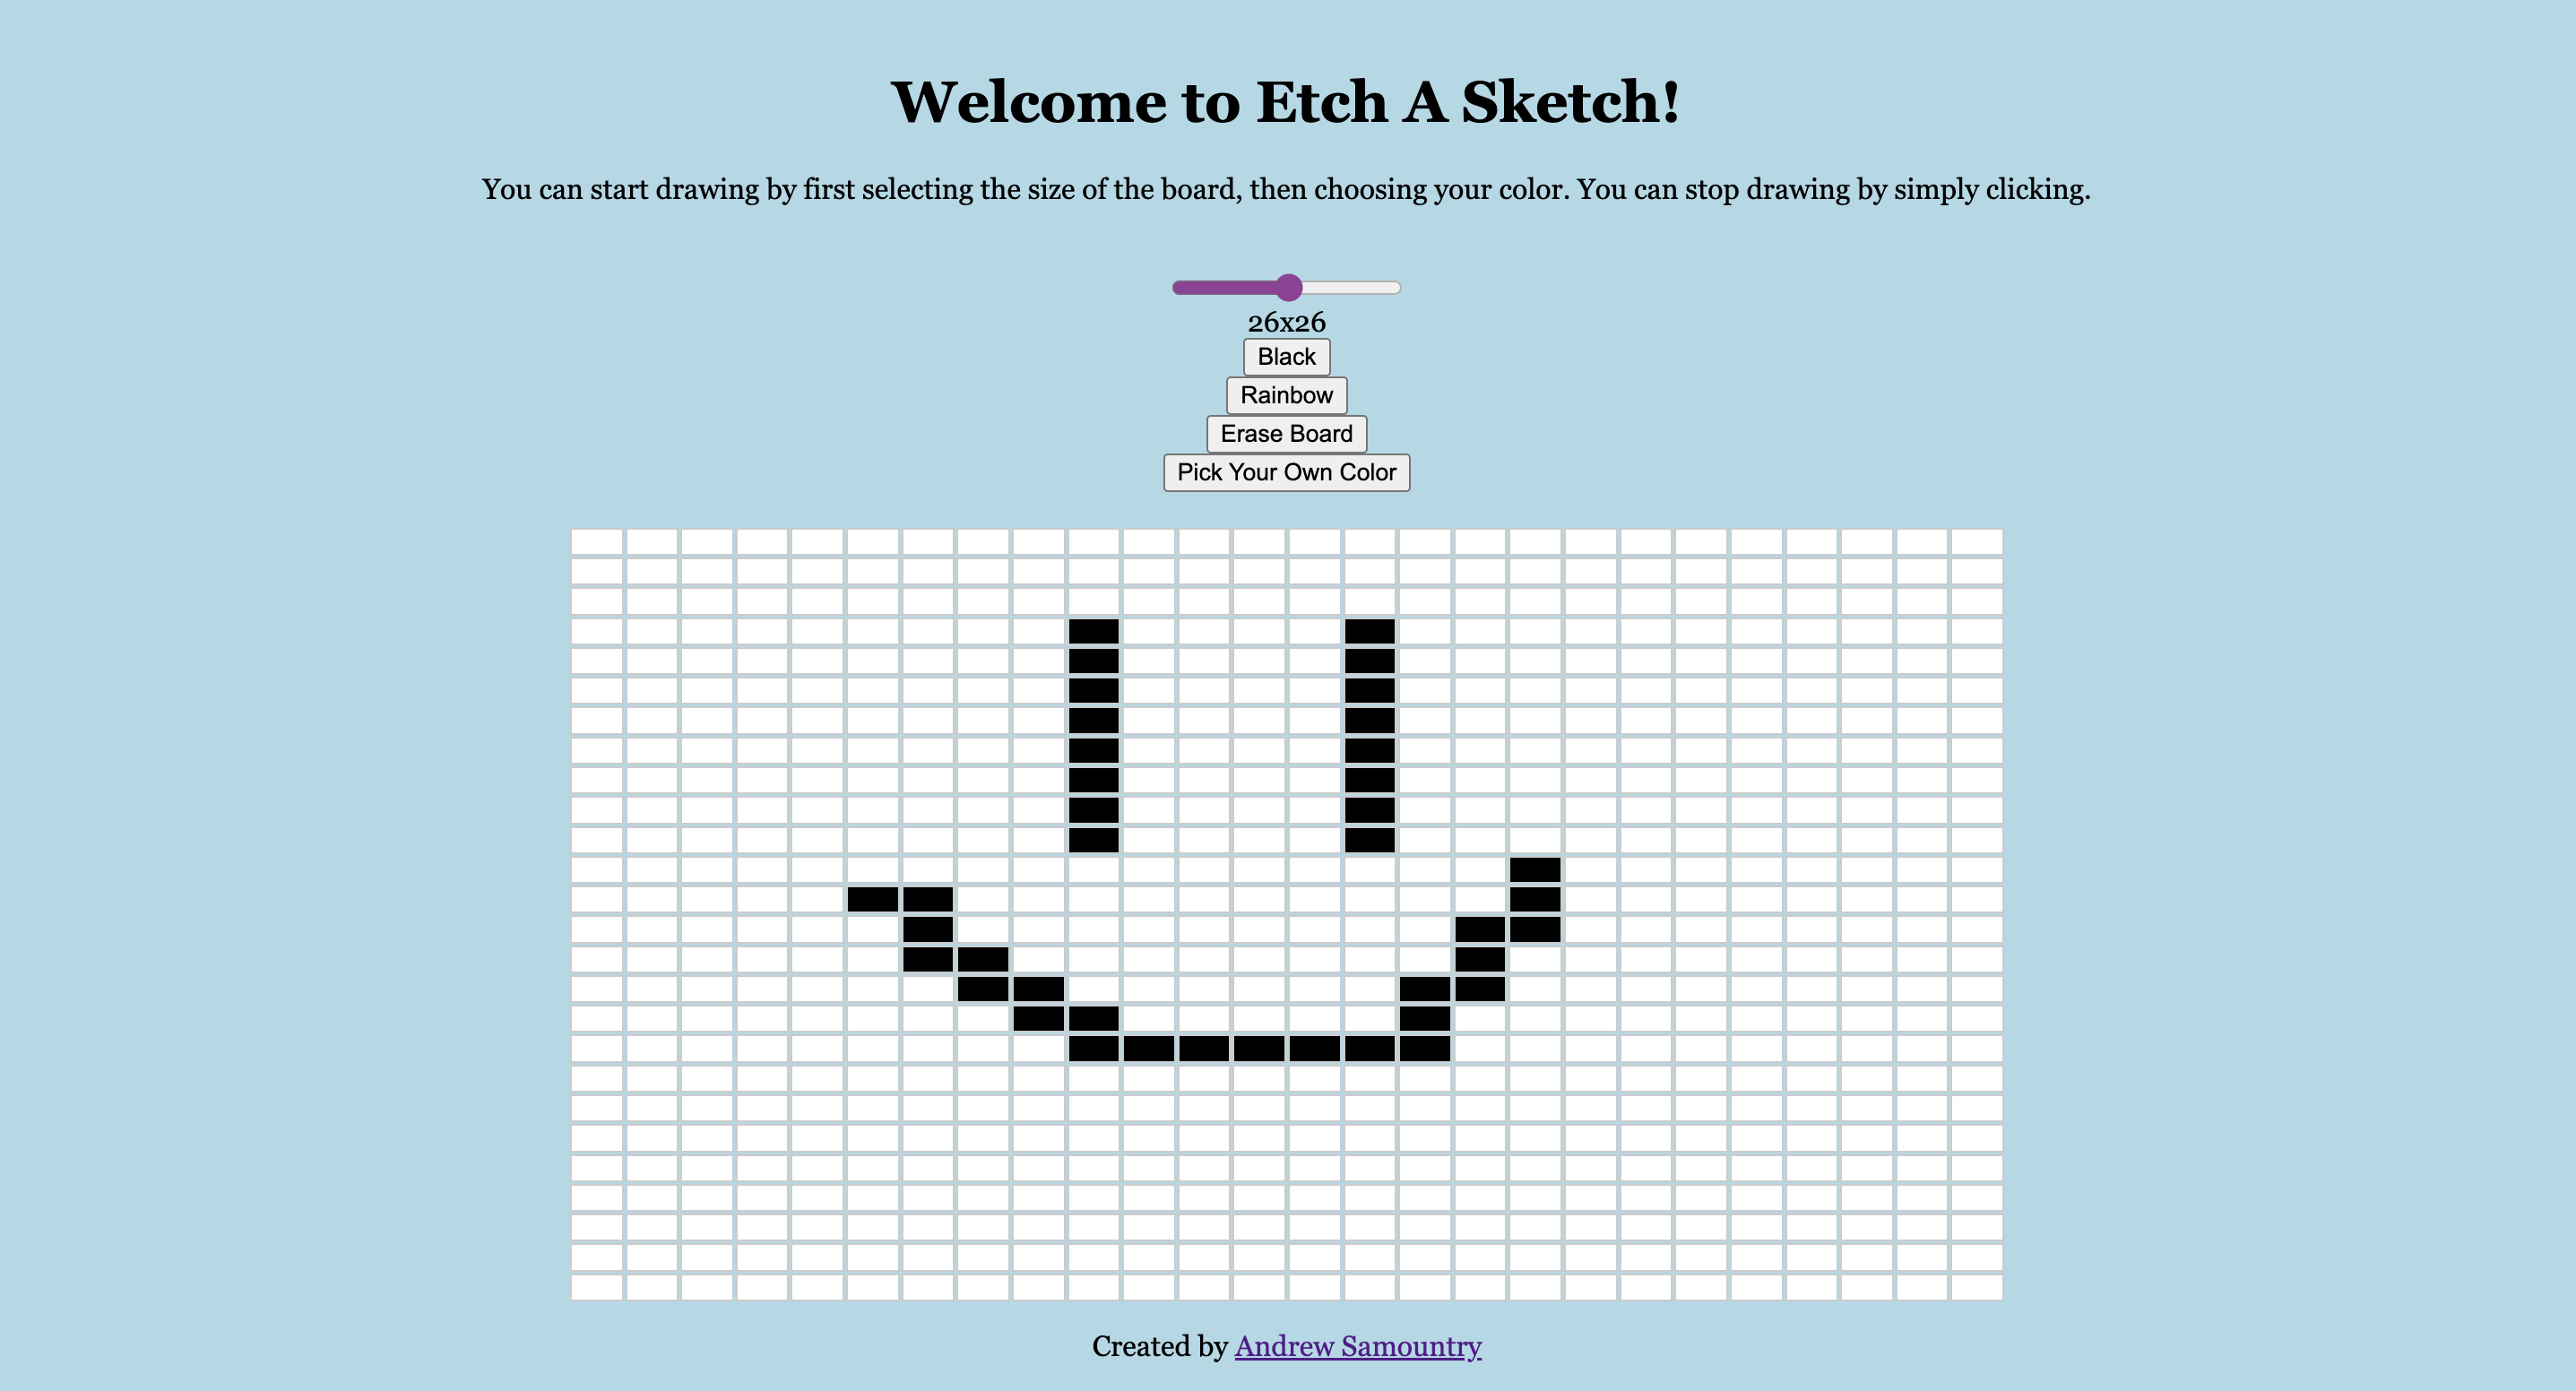 Welcome to Etch A Sketch!
You can start drawing by first selecting the size of the board, then choosing your color. You can stop drawing by simply clicking.
26x26
Black
Rainbow
Erase Board
Pick Your Own Color
Created by Andrew Samountry